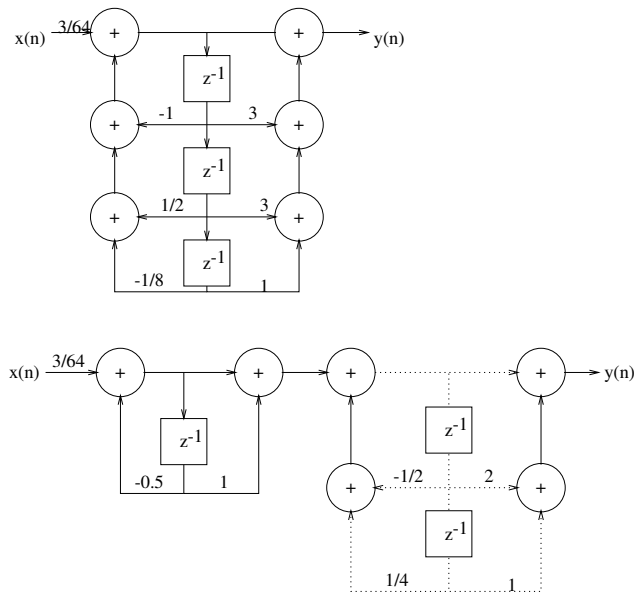 x(n) 3/64 + + y(n)
z-1
+ -1 3 +
z-1
+ 1/2 3 +
z-1
-1/8 1
x(n) 3/64 + + + + y(n)
z-1
z-1
-0.5 1
+ -1/2 2 +
z-1
1/4 1